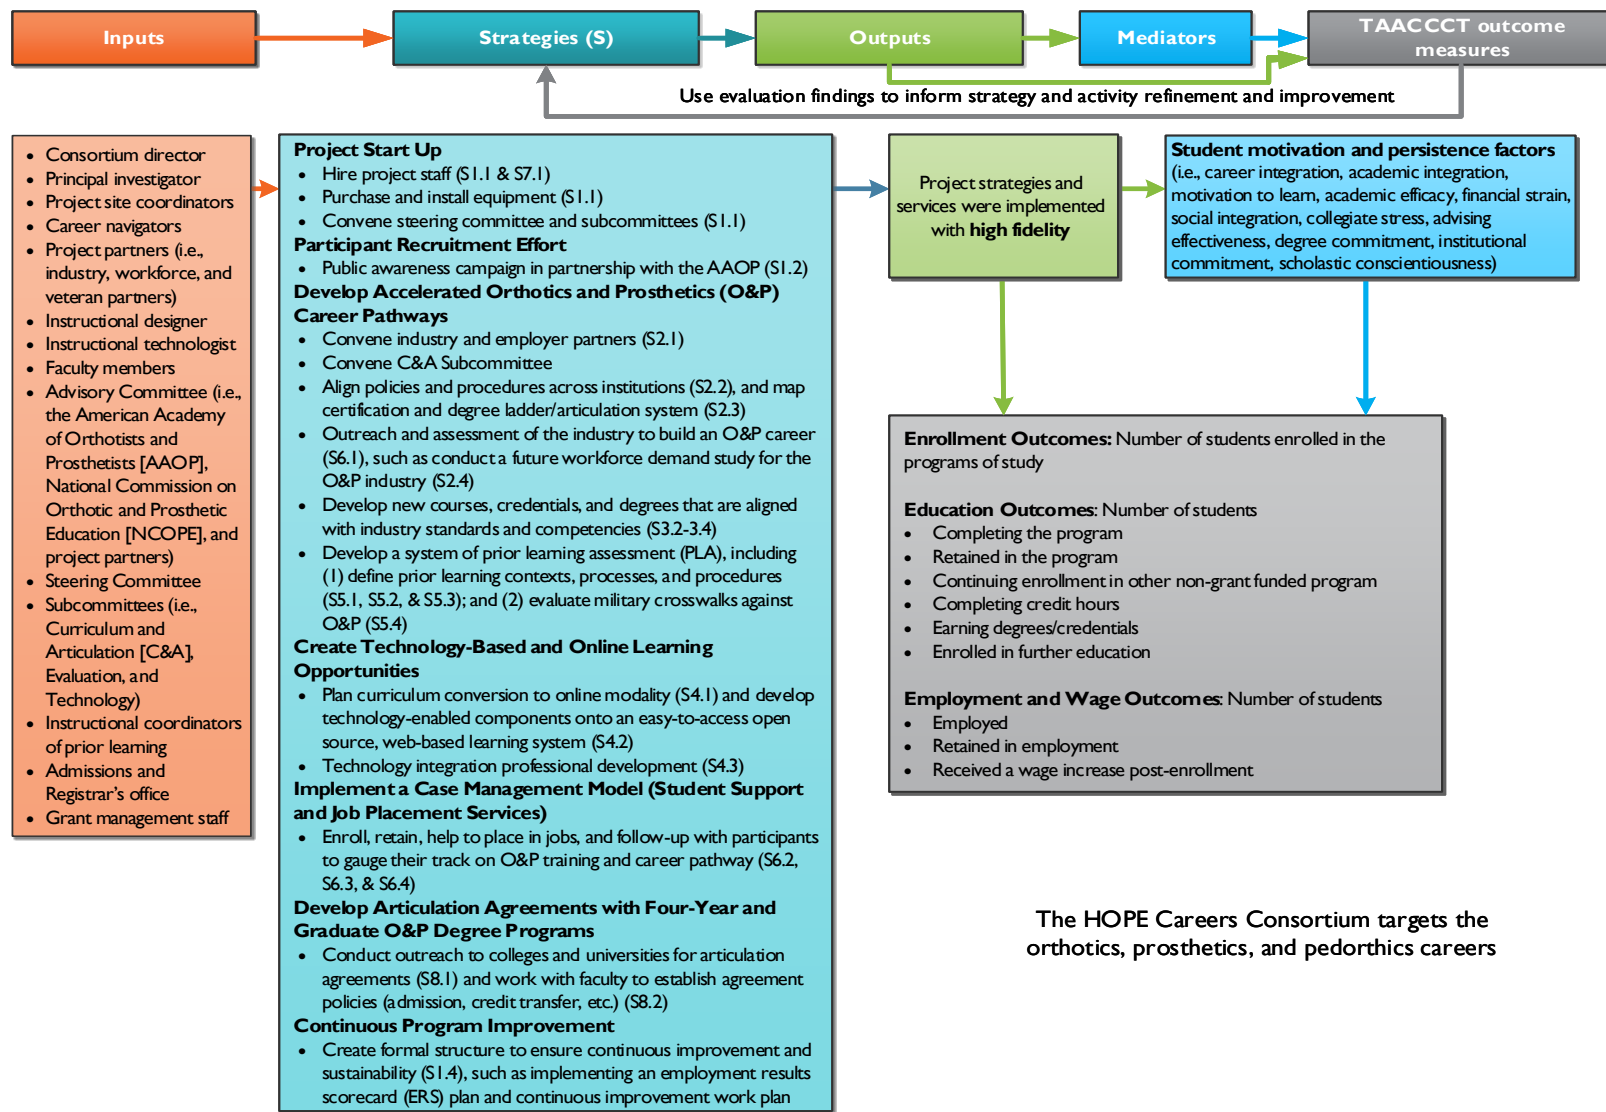 Inputs
Strategies (S)
Outputs
Mediators
TAACCCT outcome
measures
Use evaluation findings to inform strategy and activity refinement and improvement
• Consortium director
• Principal investigator
• Project site coordinators
• Career navigators
• Project partners (i.e.,
industry, workforce, and
veteran partners)
• Instructional designer
• Instructional technologist
• Faculty members
• Advisory Committee (i.e.,
the American Academy
of Orthotists and
Prosthetists [AAOP],
National Commission on
Orthotic and Prosthetic
Education [NCOPE], and
project partners)
• Steering Committee
• Subcommittees (i.e.,
Curriculum and
Articulation [C&A],
Evaluation, and
Technology)
• Instructional coordinators
of prior learning
• Admissions and
Registrar's office
• Grant management staff
Project Start Up
• Hire project staff (S1.1 & S7.1)
• Purchase and install equipment (S1.1)
• Convene steering committee and subcommittees (S1.1)
Participant Recruitment Effort
• Public awareness campaign in partnership with the AAOP (S1.2)
Develop Accelerated Orthotics and Prosthetics (O&P)
Career Pathways
• Convene industry and employer partners (S2.1)
• Convene C&A Subcommittee
• Align policies and procedures across institutions (S2.2), and map
certification and degree ladder/articulation system (S2.3)
• Outreach and assessment of the industry to build an O&P career
(S6.1), such as conduct a future workforce demand study for the
O&P industry (S2.4)
• Develop new courses, credentials, and degrees that are aligned
with industry standards and competencies (S3.2-3.4)
• Develop a system of prior learning assessment (PLA), including
(1) define prior learning contexts, processes, and procedures
(S5.1, S5.2, & S5.3); and (2) evaluate military crosswalks against
O&P (S5.4)
Create Technology-Based and Online Learning
Opportunities
• Plan curriculum conversion to online modality (S4.1) and develop
technology-enabled components onto an easy-to-access open
source, web-based learning system (S4.2)
• Technology integration professional development (S4.3)
Implement a Case Management Model (Student Support
and Job Placement Services)
• Enroll, retain, help to place in jobs, and follow-up with participants
to gauge their track on O&P training and career pathway (S6.2,
S6.3, & S6.4)
Develop Articulation Agreements with Four-Year and
Graduate O&P Degree Programs
• Conduct outreach to colleges and universities for articulation
agreements (S8.1) and work with faculty to establish agreement
policies (admission, credit transfer, etc.) (S8.2)
Continuous Program Improvement
• Create formal structure to ensure continuous improvement and
sustainability (S1.4), such as implementing an employment results
scorecard (ERS) plan and continuous improvement work plan
Project strategies and
services were implemented
with high fidelity
Student motivation and persistence factors
(i.e., career integration, academic integration,
motivation to learn, academic efficacy, financial strain,
social integration, collegiate stress, advising
effectiveness, degree commitment, institutional
commitment, scholastic conscientiousness)
Enrollment Outcomes: Number of students enrolled in the
programs of study
Education Outcomes: Number of students
• Completing the program
• Retained in the program
• Continuing enrollment in other non-grant funded program
• Completing credit hours
• Earning degrees/credentials
• Enrolled in further education
Employment and Wage Outcomes: Number of students
• Employed
• Retained in employment
• Received a wage increase post-enrollment
The HOPE Careers Consortium targets the
orthotics, prosthetics, and pedorthics careers